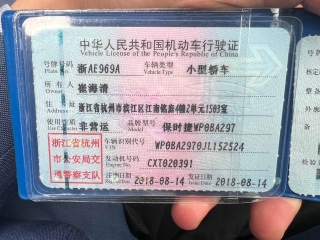 中华人民共和国机动车行驶证
Vehicle License of the People's Republic of China
号牌号码 浙AE969A 车辆类型 小型轿车
Plate No. Vehicle Type
所有人 崔海清
Owner
住址 浙江省杭州市滨江区江南铭庭4幢2单元1503室
Address
使用性质 非营运 品牌型号 保时捷WP0BA297
Use Character Model
浙江省杭州市公安局交通警察支队
车辆识别代号 WP0BA2970JL152524
VIN
发动机号码 CXT020391
Engine No.
注册日期 2018-08-14 发证日期 2018-08-14
Register Date Issue Date